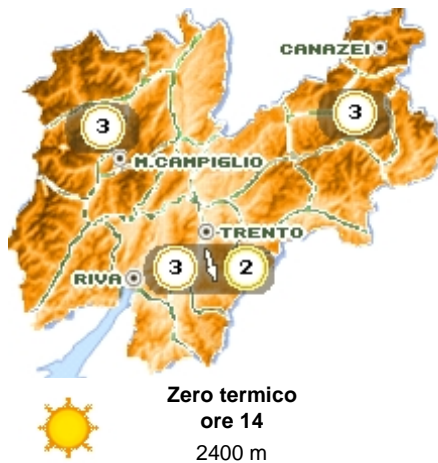 CANAZEI
3
3
M.CAMPIGLIO
TRENTO
3 2
RIVA
Zero termico
ore 14
2400 m